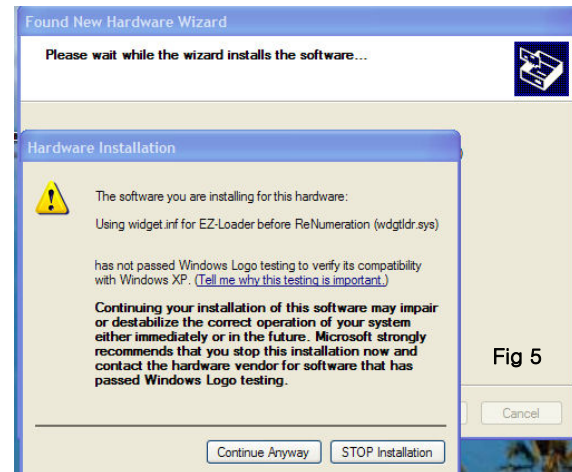 Found New Hardware Wizard
Please wait while the wizard installs the software...
Hardware Installation
The software you are installing for this hardware:
Using widget.inf for EZ-Loader before ReNumeration (wdgtldr.sys)
has not passed Windows Logo testing to verify its compatibility
with Windows XP. (Tell me why this testing is important.)
Continuing your installation of this software may impair
or destabilize the correct operation of your system
either immediately or in the future. Microsoft strongly
recommends that you stop this installation now and
contact the hardware vendor for software that has
passed Windows Logo testing.
Fig 5
Cancel
Continue Anyway
STOP Installation